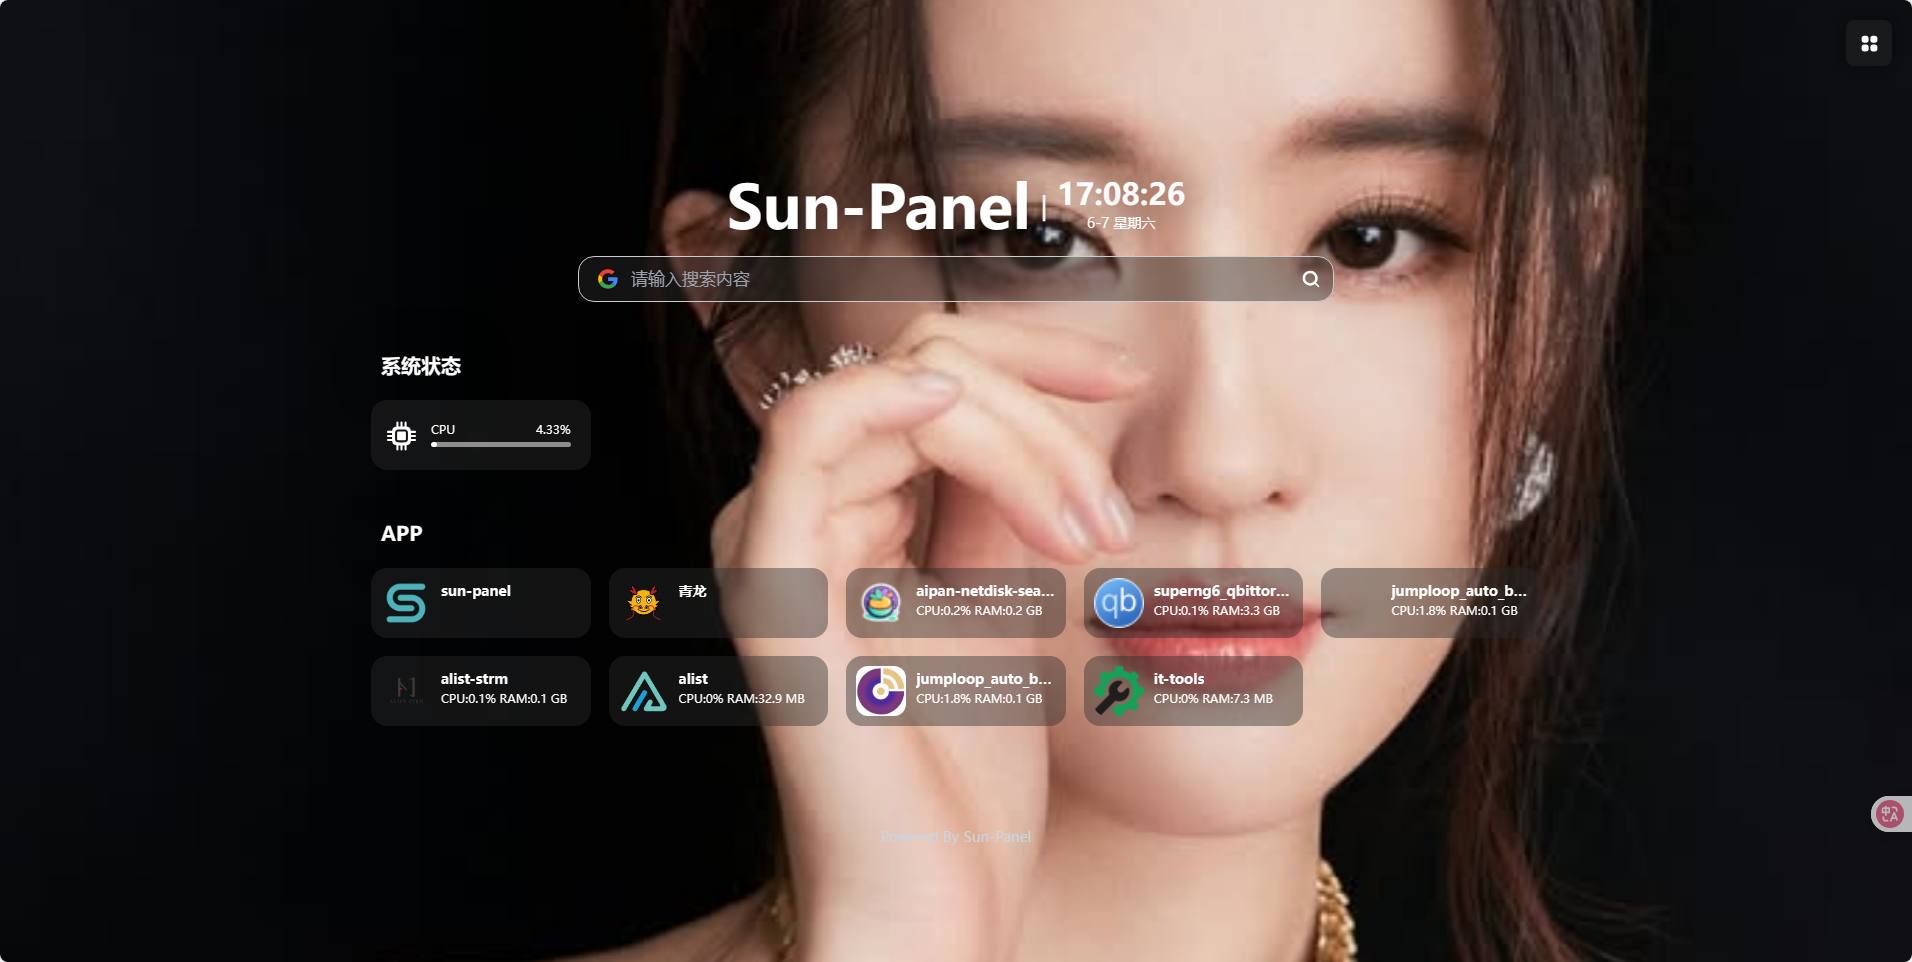 Sun-Panel
17:08:26
6-7 星期六
请输入搜索内容
系统状态
CPU 4.33%
APP
sun-panel
青龙
aipan-netdisk-sea...
CPU:0.2% RAM:0.2 GB
superng6_qbittor...
CPU:0.1% RAM:3.3 GB
jumploop_auto_b...
CPU:1.8% RAM:0.1 GB
alist-strm
CPU:0.1% RAM:0.1 GB
alist
CPU:0% RAM:32.9 MB
jumploop_auto_b...
CPU:1.8% RAM:0.1 GB
qb
it-tools
CPU:0% RAM:7.3 MB
Powered By Sun-Panel
中
A